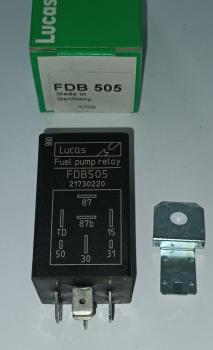 Lucas
FDB 505
Made in
Germany
Lucas
Fuel pump relay
FDB505
21730220
87
87b
TD
15
50
30
31